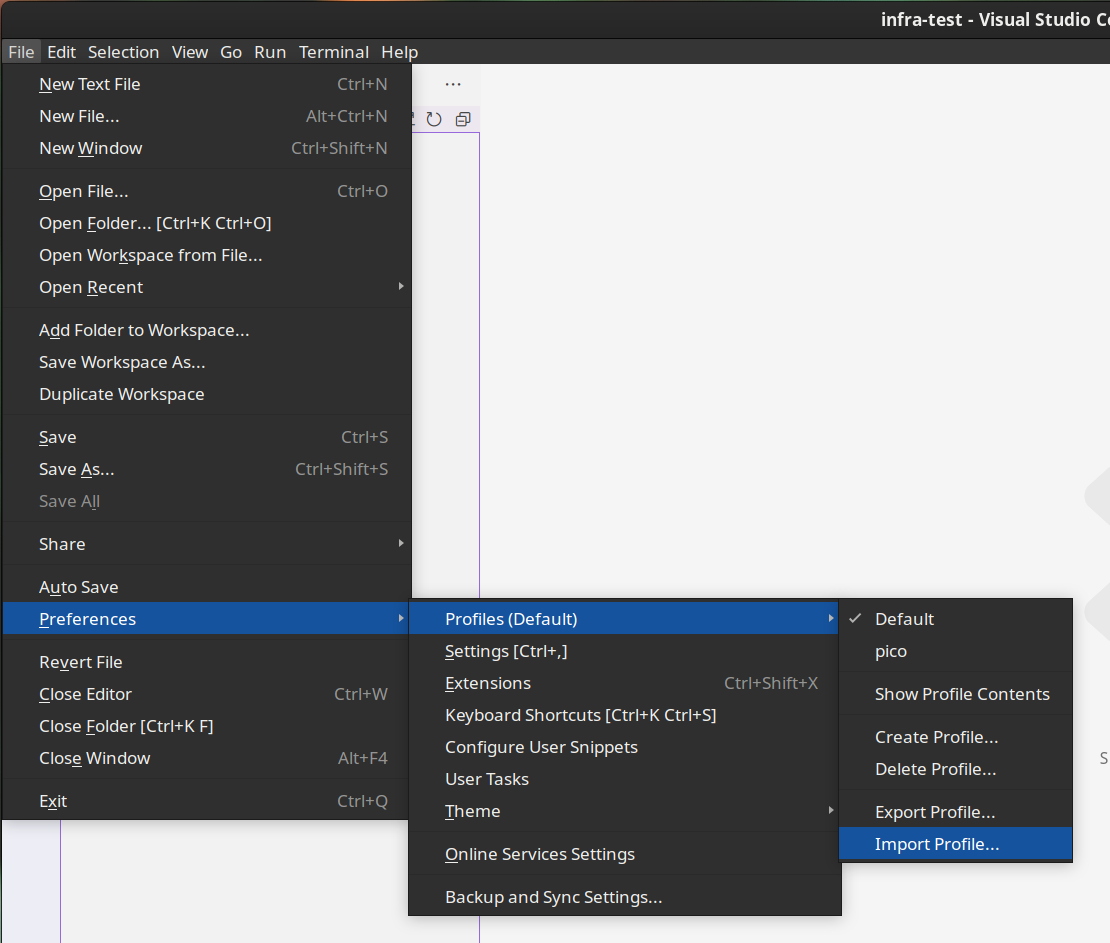 infra-test - Visual Studio
File Edit Selection View Go Run Terminal Help
New Text File Ctrl+N
New File... Alt+Ctrl+N
New Window Ctrl+Shift+N
Open File... Ctrl+O
Open Folder... [Ctrl+K Ctrl+O]
Open Workspace from File...
Open Recent
Add Folder to Workspace...
Save Workspace As...
Duplicate Workspace
Save Ctrl+S
Save As... Ctrl+Shift+S
Save All
Share
Auto Save
Preferences
Revert File
Close Editor Ctrl+W
Close Folder [Ctrl+K F]
Close Window Alt+F4
Exit Ctrl+Q
Profiles (Default)
Settings [Ctrl+,]
Extensions Ctrl+Shift+X
Keyboard Shortcuts [Ctrl+K Ctrl+S]
Configure User Snippets
User Tasks
Theme
Online Services Settings
Backup and Sync Settings...
Default
pico
Show Profile Contents
Create Profile...
Delete Profile...
Export Profile...
Import Profile...